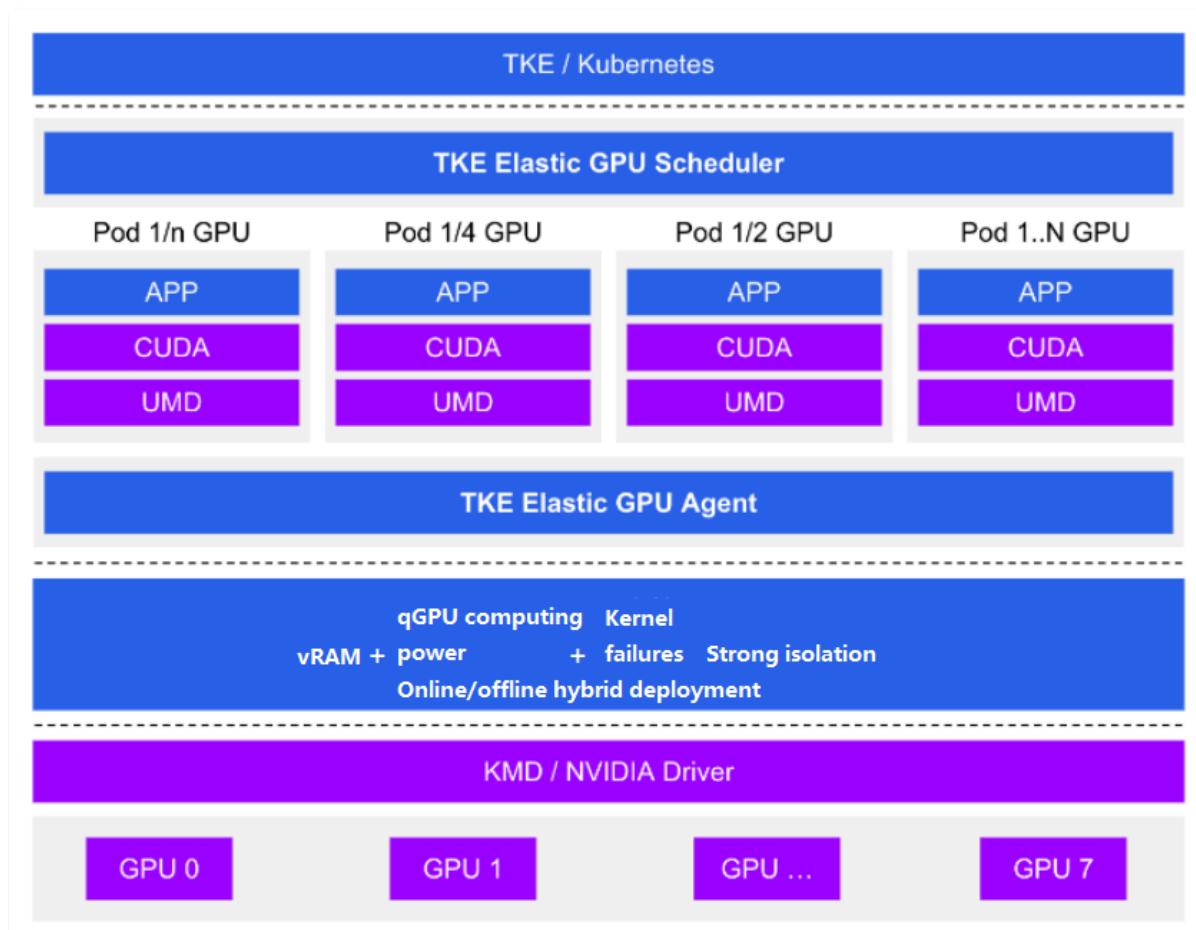 TKE / Kubernetes
TKE Elastic GPU Scheduler
Pod 1/n GPU
Pod 1/4 GPU
Pod 1/2 GPU
Pod 1..N GPU
APP
APP
APP
APP
CUDA
CUDA
CUDA
CUDA
UMD
UMD
UMD
UMD
TKE Elastic GPU Agent
qGPU computing Kernel
vRAM + power + failures Strong isolation
Online/offline hybrid deployment
KMD / NVIDIA Driver
GPU 0
GPU 1
GPU ...
GPU 7